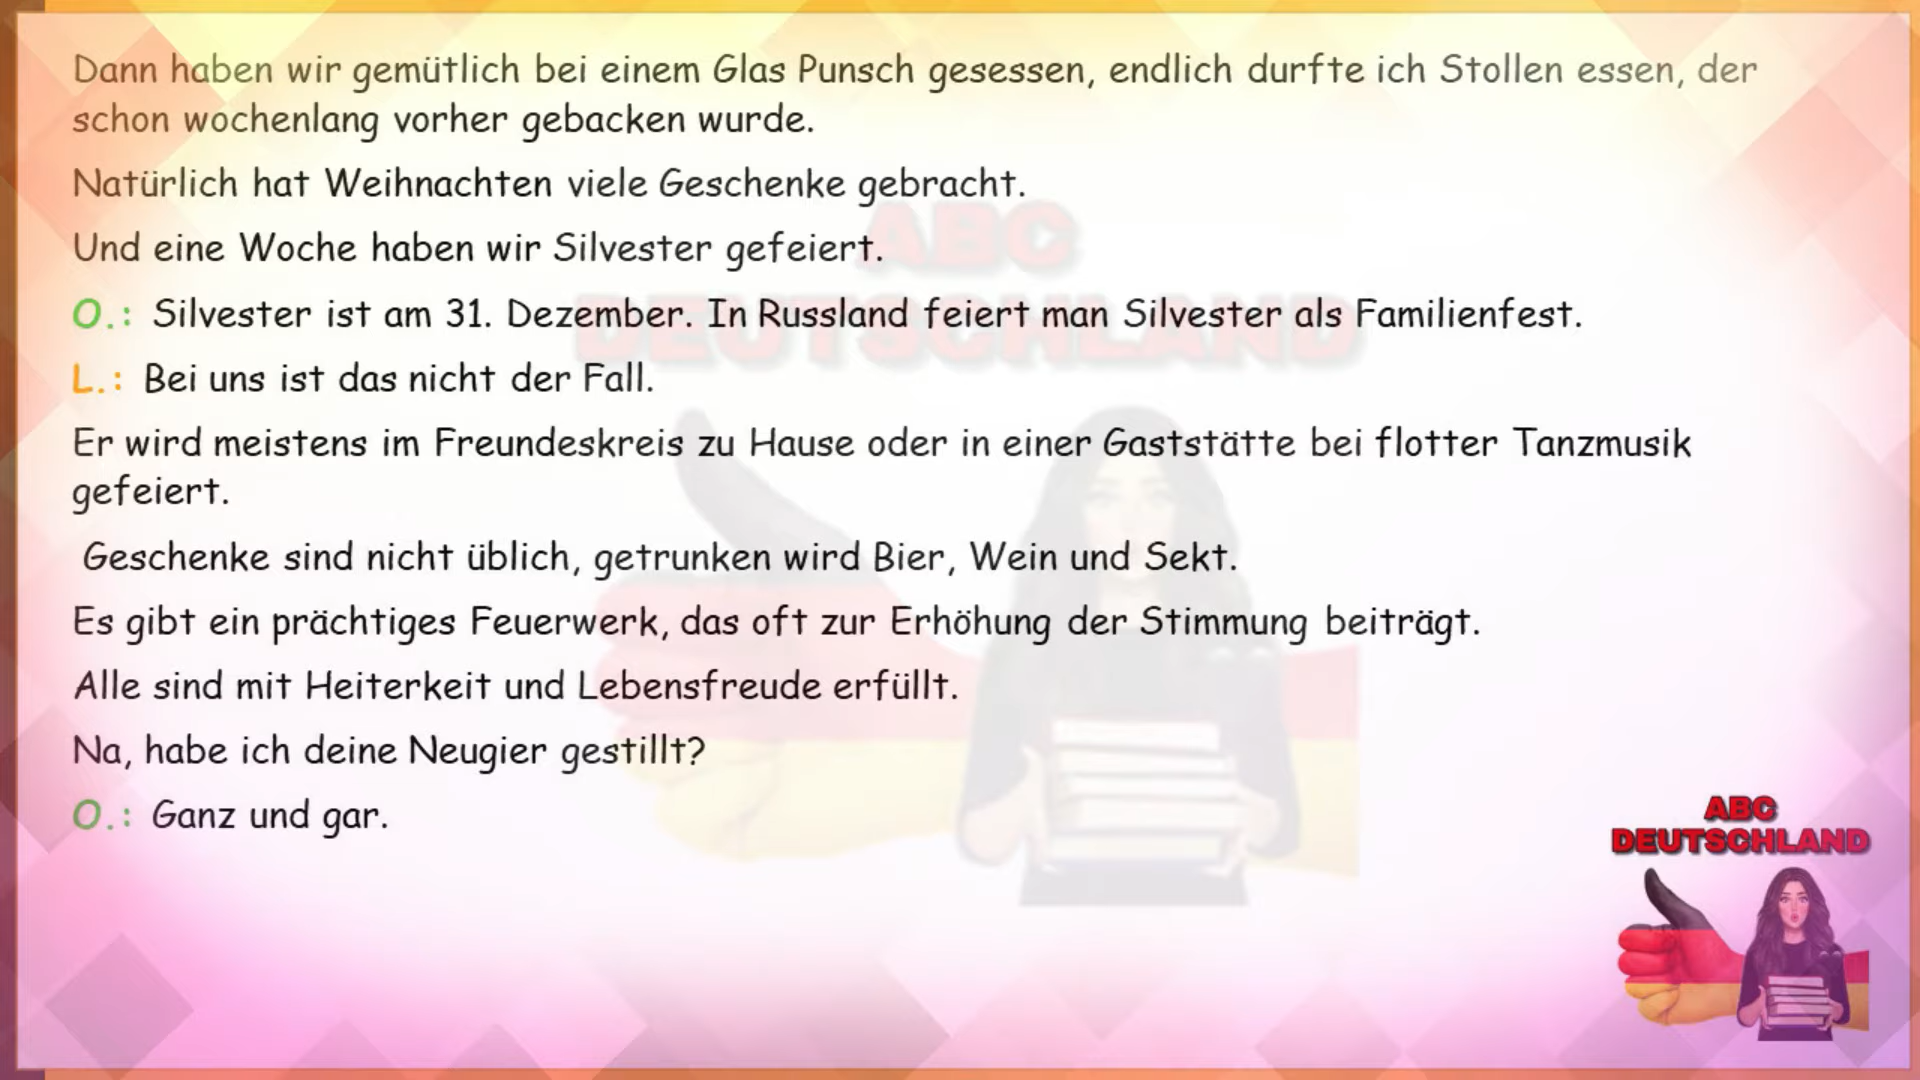 Dann haben wir gemütlich bei einem Glas Punsch gesessen, endlich durfte ich Stollen essen, der
schon wochenlang vorher gebacken wurde.
Natürlich hat Weihnachten viele Geschenke gebracht.
Und eine Woche haben wir Silvester gefeiert.
O.: Silvester ist am 31. Dezember. In Russland feiert man Silvester als Familienfest.
L.: Bei uns ist das nicht der Fall.
Er wird meistens im Freundeskreis zu Hause oder in einer Gaststätte bei flotter Tanzmusik
gefeiert.
Geschenke sind nicht üblich, getrunken wird Bier, Wein und Sekt.
Es gibt ein prächtiges Feuerwerk, das oft zur Erhöhung der Stimmung beiträgt.
Alle sind mit Heiterkeit und Lebensfreude erfüllt.
Na, habe ich deine Neugier gestillt?
O.: Ganz und gar.
ABC
DEUTSCHLAND
ABC
DEUTSCHLAND